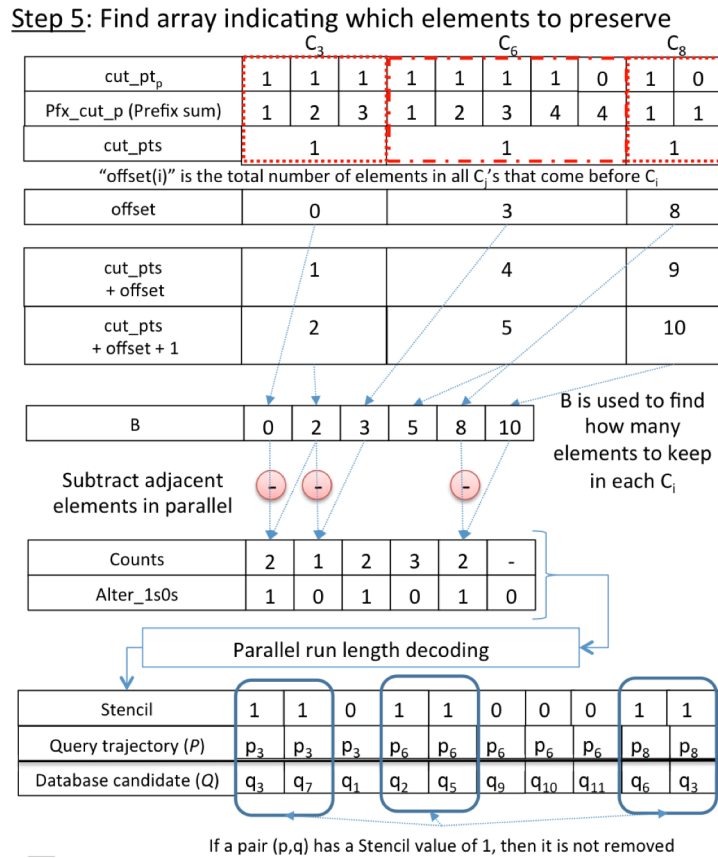 Step 5: Find array indicating which elements to preserve
C3 C6 C8
cut_ptp 1 1 1 1 1 1 1 0 1 0
Pfx_cut_p (Prefix sum) 1 2 3 1 2 3 4 4 1 1
cut_pts 1 1 1
"offset(i)" is the total number of elements in all Cj's that come before Ci
offset 0 3 8
cut_pts
+ offset 1 4 9
cut_pts
+ offset + 1 2 5 10
B 0 2 3 5 8 10
B is used to find
how many
elements to keep
in each Ci
Subtract adjacent
elements in parallel
- - -
Counts 2 1 2 3 2 -
Alter_1s0s 1 0 1 0 1 0
Parallel run length decoding
Stencil 1 1 0 1 1 0 0 0 1 1
Query trajectory (P) p3 p3 p3 p6 p6 p6 p6 p6 p8 p8
Database candidate (Q) q3 q7 q1 q2 q5 q9 q10 q11 q6 q3
If a pair (p,q) has a Stencil value of 1, then it is not removed